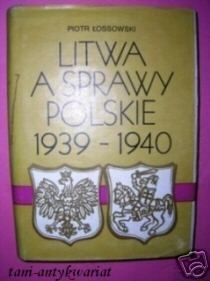 PIOTR ŁOSSOWSKI
LITWA
A SPRAWY
POLSKIE
1939-1940
tani-antykwariat